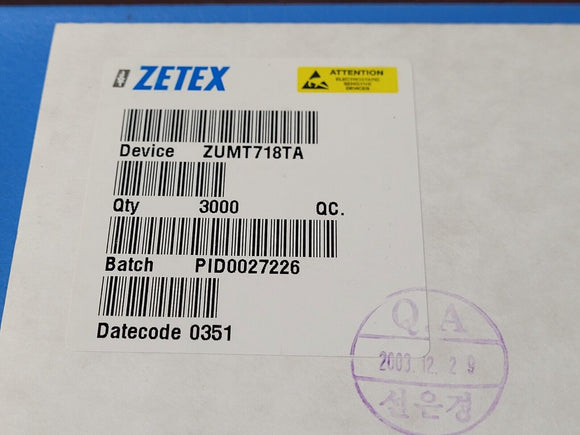 ZETEX
ATTENTION
ELECTROSTATIC
SENSITIVE
DEVICES
Device ZUMT718TA
Qty 3000 QC.
Batch PID0027226
Datecode 0351
Q.A
2003. 12. 2 9
선은경